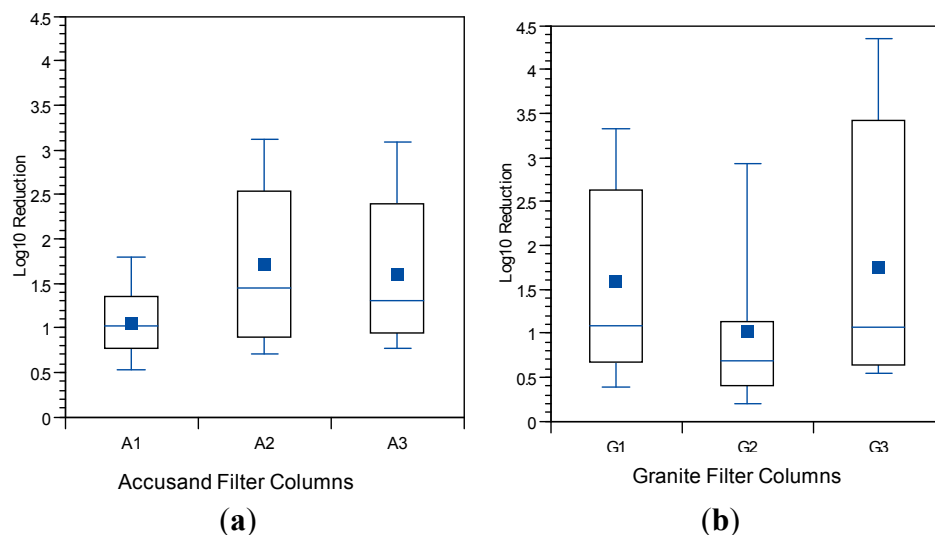 4.5
4
3.5
3
2.5
2
1.5
1
0.5
0
Log10 Reduction
A1
A2
A3
Accusand Filter Columns
(a)
4.5
4
3.5
3
2.5
2
1.5
1
0.5
0
Log10 Reduction
G1
G2
G3
Granite Filter Columns
(b)